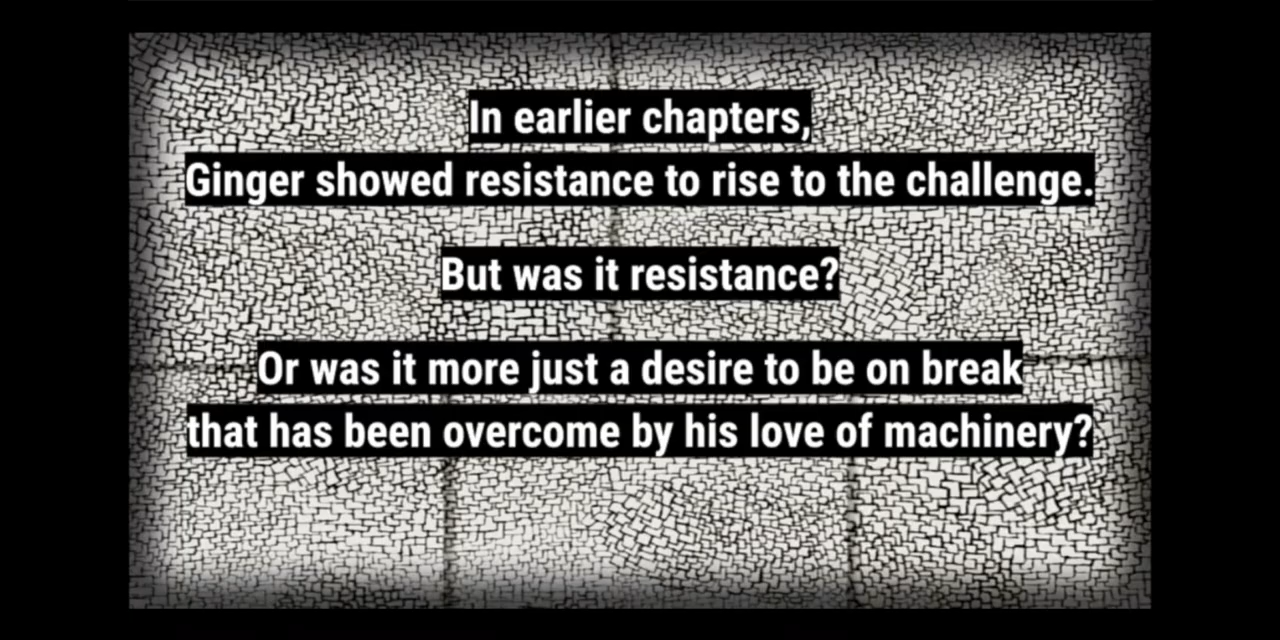 In earlier chapters,
Ginger showed resistance to rise to the challenge.
But was it resistance?
Or was it more just a desire to be on break
that has been overcome by his love of machinery?